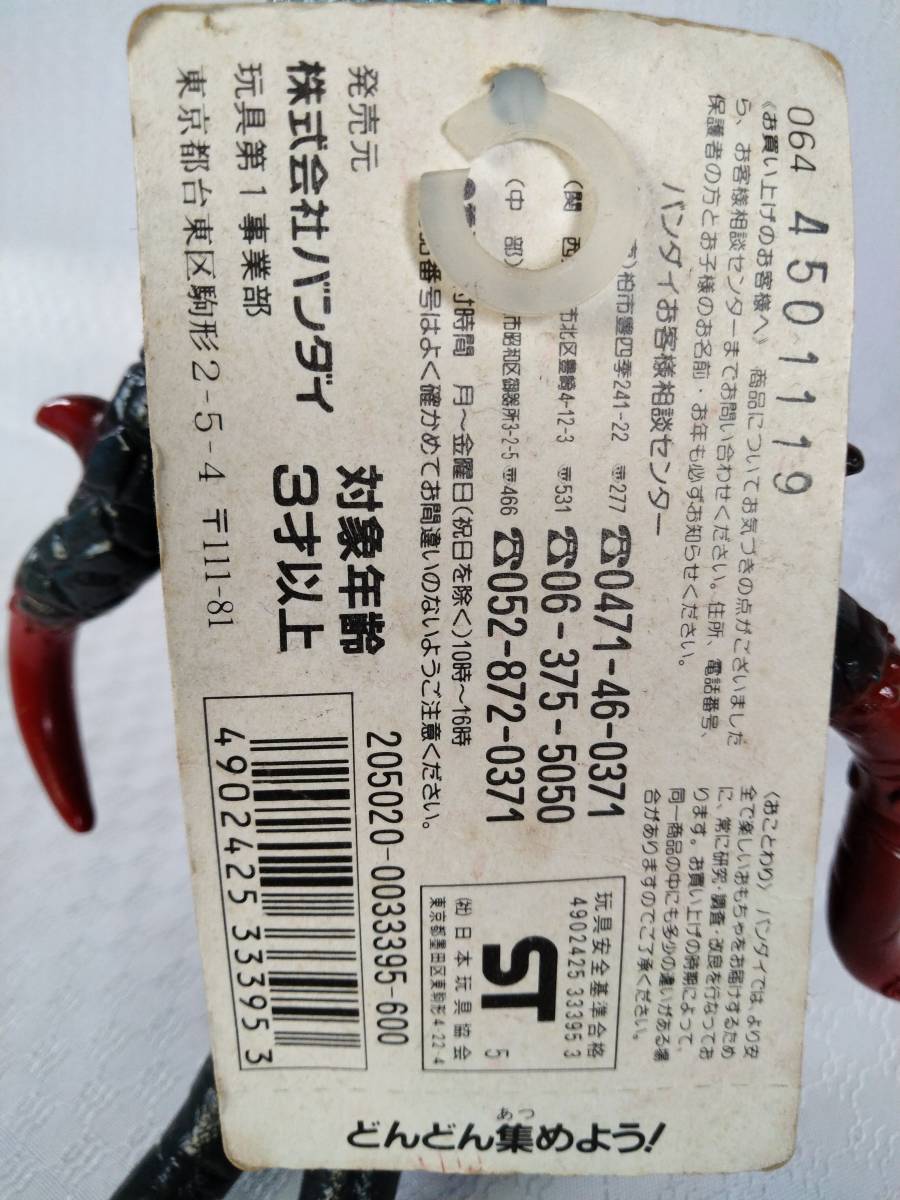 064 4501119
《お買い上げのお客様へ》 商品についてお気づきの点がございました
ら、お客様相談センターまでお問い合わせください。住所、電話番号、
保護者の方とお子様のお名前・お年も必ずお知らせください。
バンダイお客様相談センター
柏市豊四季241-22 〠277 ☎0471-46-0371
(関西 市北区豊崎4-12-3 〠531 ☎06-375-5050
(中部) 市昭和区御器所3-2-5 〠466 ☎052-872-0371
付時間 月〜金曜日(祝日を除く)10時〜16時
番号はよく確かめてお間違いのないようご注意ください。
〈おことわり〉 バンダイでは、より安
全で楽しいおもちゃをお届けするため
に、常に研究・調査・改良を行なってお
ります。お買い上げの時期によって、
同一商品の中にも多少の違いがある場
合がありますのでご了承ください。
発売元
株式会社バンダイ
玩具第1事業部
東京都台東区駒形2-5-4 〒111-81
対象年齢
3才以上
玩具安全基準合格
4902425 33395 3
ST
5
(社)日本玩具協会
東京都墨田区東駒形4-22-4
205020-0033395-600
4902425 333953
あつ
どんどん集めよう!